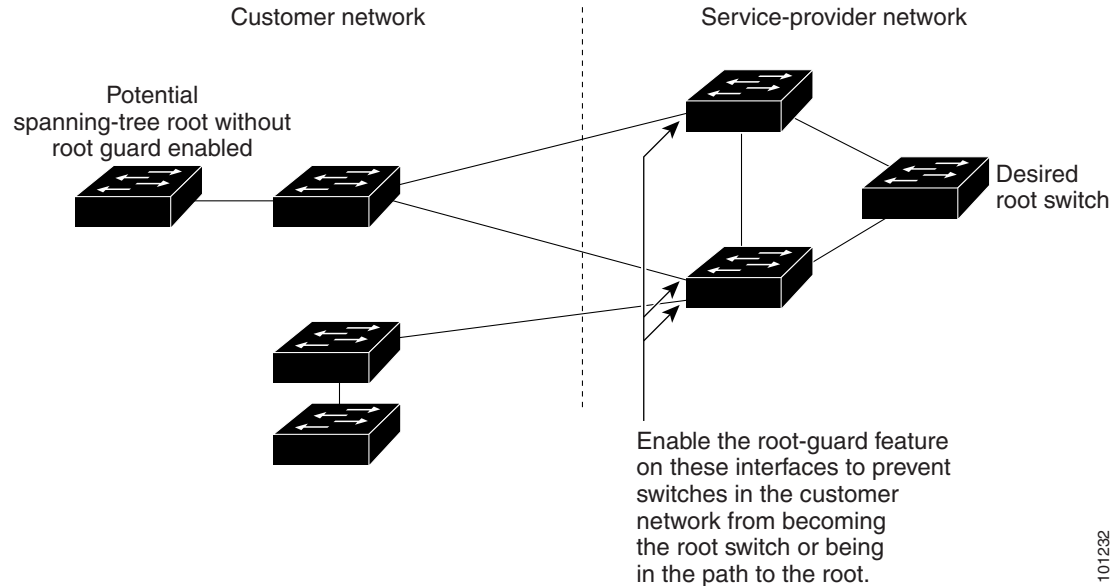 Customer network
Service-provider network
Potential
spanning-tree root without
root guard enabled
Desired
root switch
Enable the root-guard feature
on these interfaces to prevent
switches in the customer
network from becoming
the root switch or being
in the path to the root.
101232